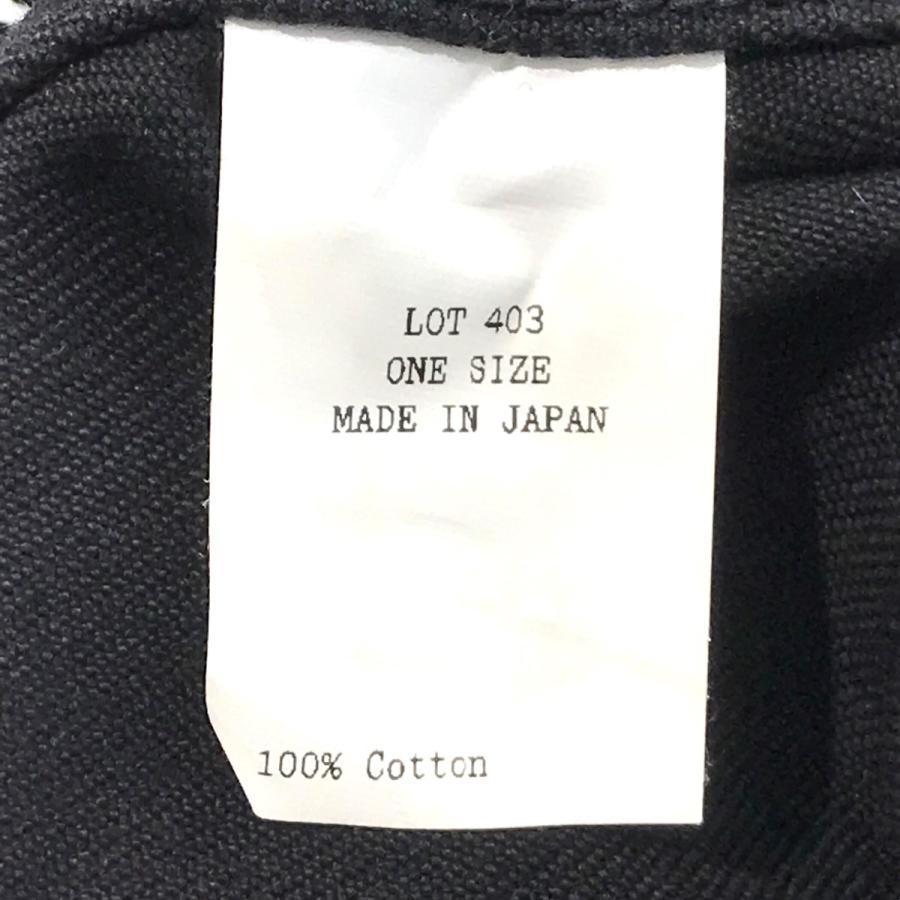 LOT 403
ONE SIZE
MADE IN JAPAN
100% Cotton